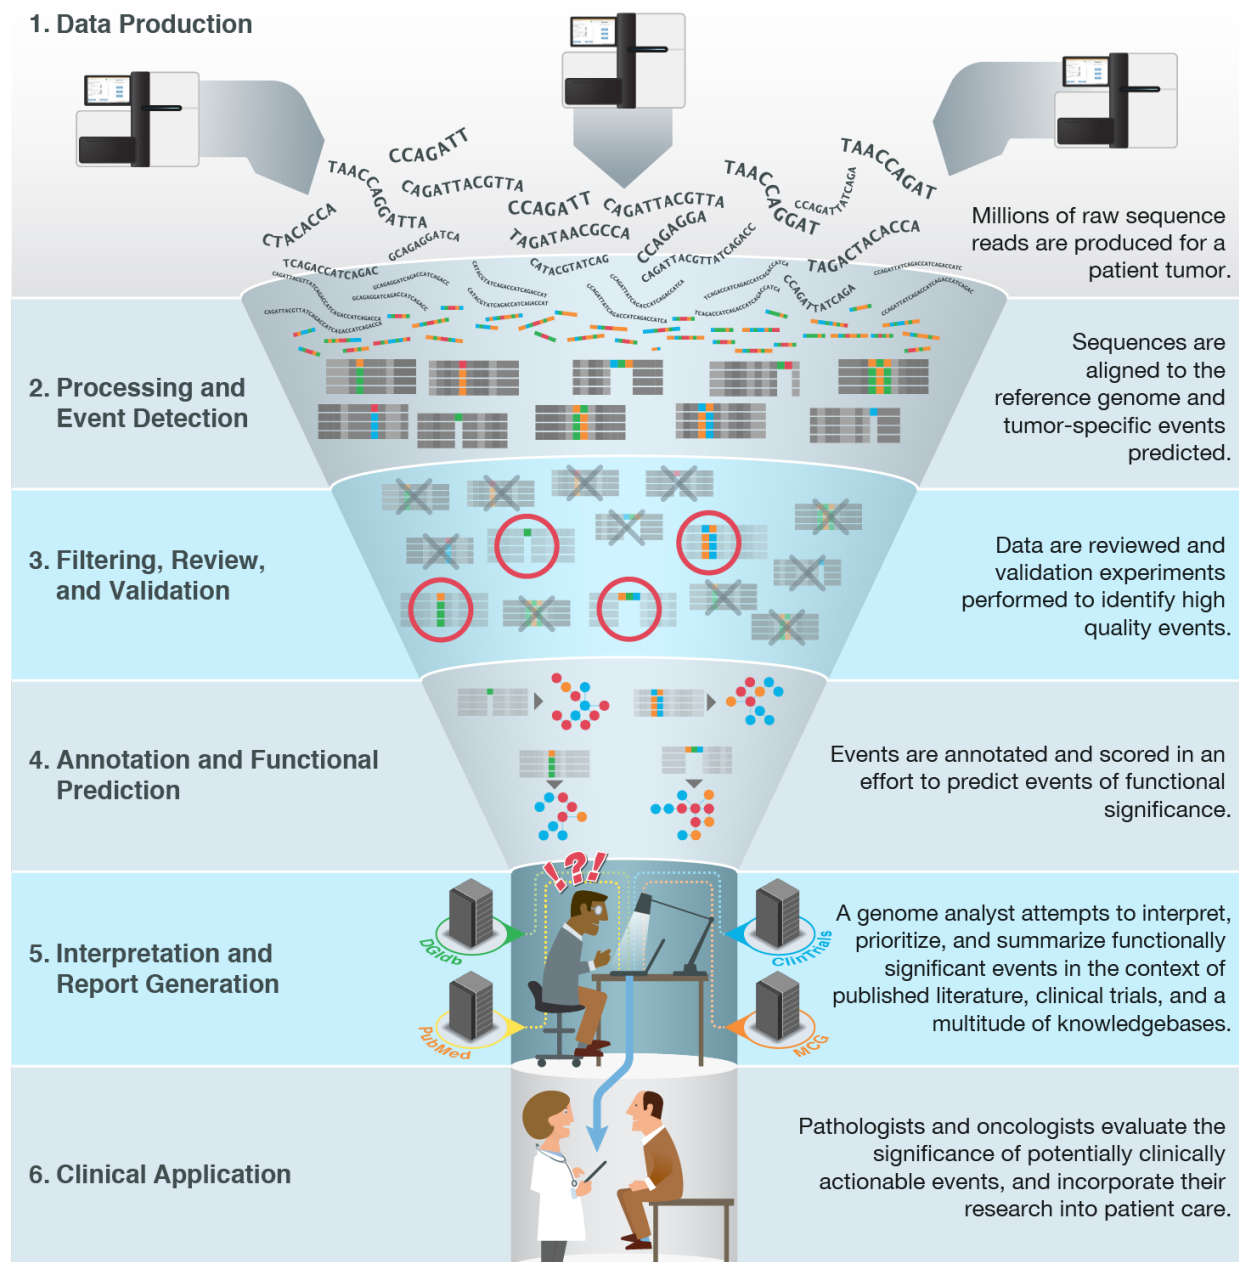 1. Data Production
CCAGATT
TAACCAGGATTA
CAGATTACGTTA
CCAGATT
CAGATTACGTTA
TAACCAGGAT
CCAGATTATCAGA
TAACCAGAT
CTACACCA
GCAGAGGATCA
TAGATAACGCCA
CCAGAGGA
TAGACTACACCA
TCAGACCATCAGAC
CATACGTATCAG
CAGATTACGTTATCAGACC
CCAGATTATCAGA
Millions of raw sequence
reads are produced for a
patient tumor.
2. Processing and
Event Detection
Sequences are
aligned to the
reference genome and
tumor-specific events
predicted.
3. Filtering, Review,
and Validation
Data are reviewed and
validation experiments
performed to identify high
quality events.
4. Annotation and Functional
Prediction
Events are annotated and scored in an
effort to predict events of functional
significance.
!?!
5. Interpretation and
Report Generation
DGIdb
PubMed
ClinTrials
MCG
A genome analyst attempts to interpret,
prioritize, and summarize functionally
significant events in the context of
published literature, clinical trials, and a
multitude of knowledgebases.
6. Clinical Application
Pathologists and oncologists evaluate the
significance of potentially clinically
actionable events, and incorporate their
research into patient care.